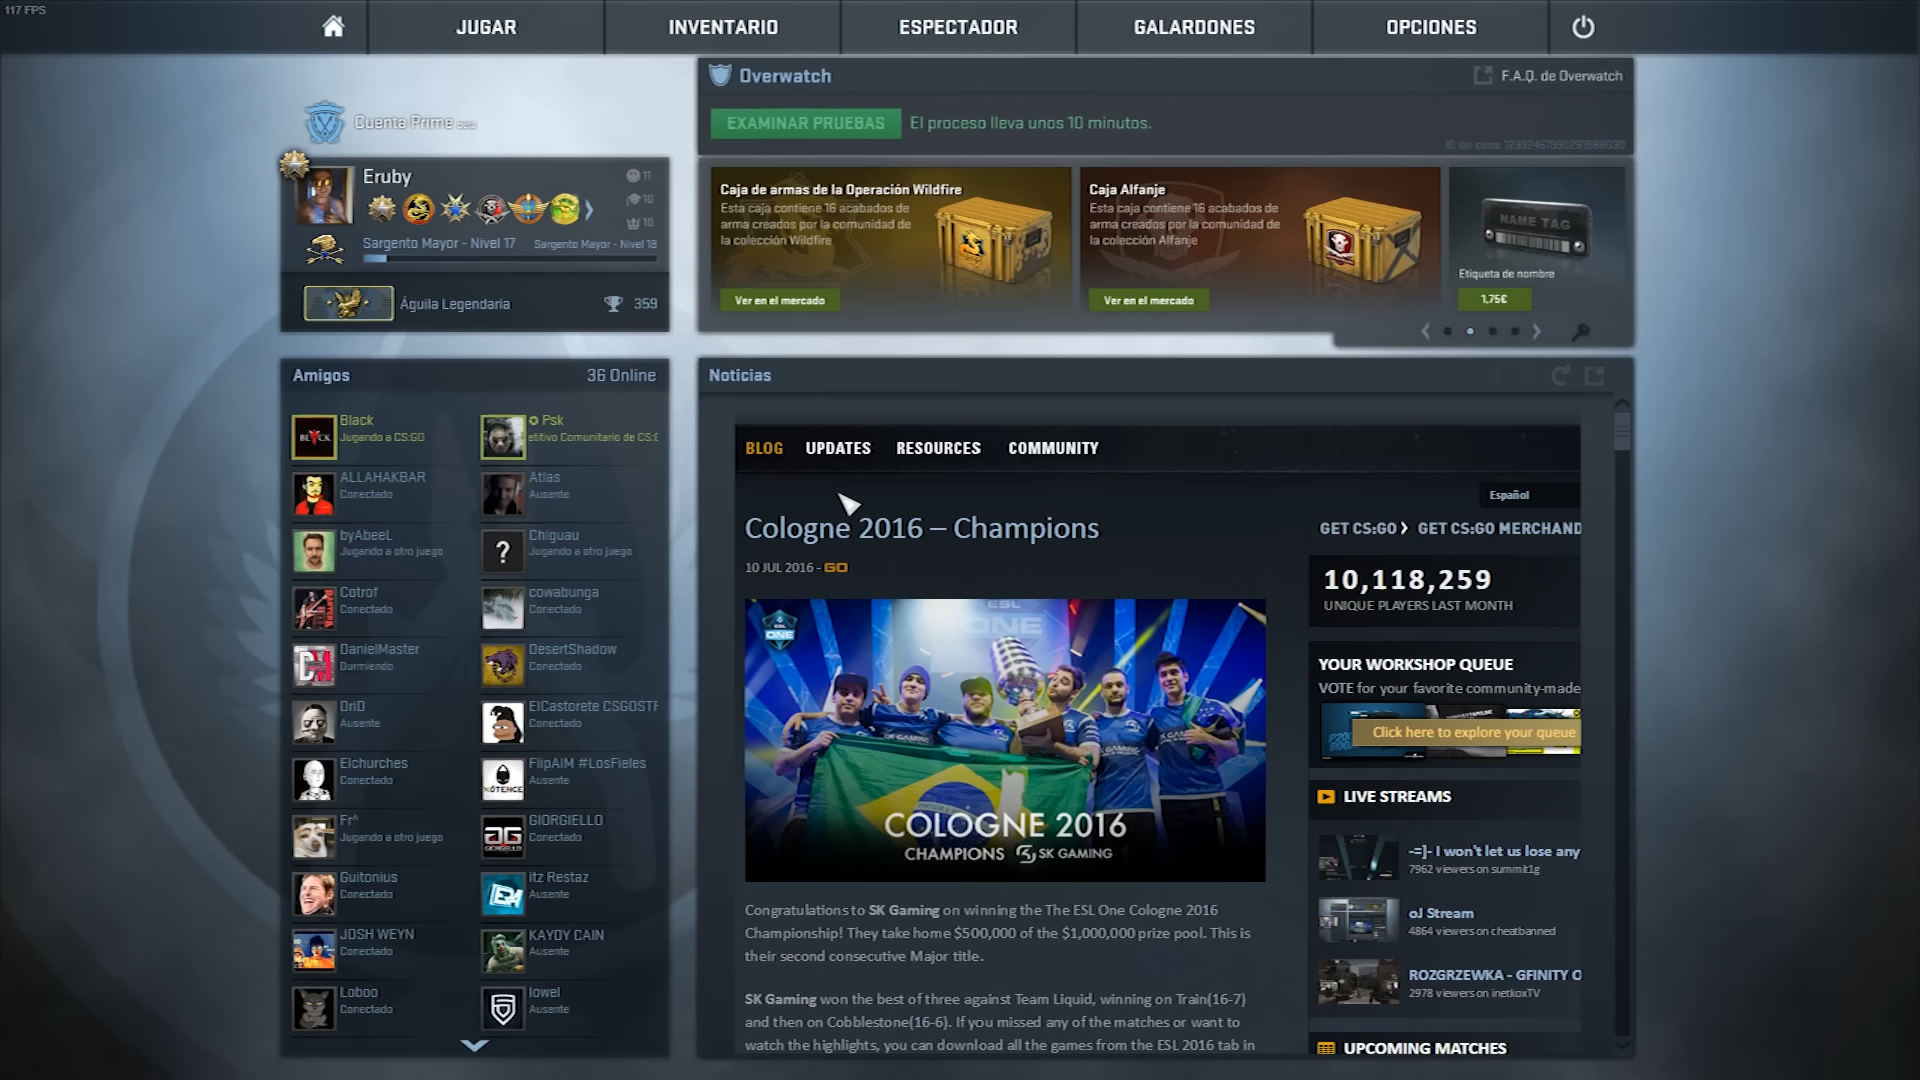 117 FPS
JUGAR
INVENTARIO
ESPECTADOR
GALARDONES
OPCIONES
Cuenta Prime beta
Eruby
11
10
10
Sargento Mayor - Nivel 17
Sargento Mayor - Nivel 18
Águila Legendaria
359
Overwatch
F.A.Q. de Overwatch
EXAMINAR PRUEBAS
El proceso lleva unos 10 minutos.
Caja de armas de la Operación Wildfire
Esta caja contiene 16 acabados de
arma creados por la comunidad de
la colección Wildfire
Ver en el mercado
Caja Alfanje
Esta caja contiene 16 acabados de
arma creados por la comunidad de
la colección Alfanje
Ver en el mercado
NAME TAG
Etiqueta de nombre
1,75€
Amigos
36 Online
Black
Jugando a CS:GO
Psk
etitivo Comunitario de CS:G
ALLAHAKBAR
Conectado
Atlas
Ausente
byAbeeL
Jugando a otro juego
Chiguau
Jugando a otro juego
Cotrof
Conectado
cowabunga
Conectado
DanielMaster
Durmiendo
DesertShadow
Conectado
DriD
Ausente
ElCastorete CSGOSTR
Conectado
Elchurches
Conectado
FlipAIM #LosFieles
Ausente
Fr^
Jugando a otro juego
GIORGIELLO
Conectado
Guitonius
Conectado
itz Restaz
Ausente
JOSH WEYN
Conectado
KAYDY CAIN
Ausente
Loboo
Conectado
lowel
Ausente
Noticias
BLOG
UPDATES
RESOURCES
COMMUNITY
Español
Cologne 2016 – Champions
10 JUL 2016 - GO
ESL
ONE
COLOGNE 2016
CHAMPIONS SK GAMING
Congratulations to SK Gaming on winning the The ESL One Cologne 2016
Championship! They take home $500,000 of the $1,000,000 prize pool. This is
their second consecutive Major title.
SK Gaming won the best of three against Team Liquid, winning on Train(16-7)
and then on Cobblestone(16-6). If you missed any of the matches or want to
watch the highlights, you can download all the games from the ESL 2016 tab in
GET CS:GO
GET CS:GO MERCHAND
10,118,259
UNIQUE PLAYERS LAST MONTH
YOUR WORKSHOP QUEUE
VOTE for your favorite community-made
Click here to explore your queue
LIVE STREAMS
-=]- I won't let us lose any
7962 viewers on summit1g
oJ Stream
4864 viewers on cheatbanned
ROZGRZEWKA - GFINITY O
2978 viewers on inetkoxTV
UPCOMING MATCHES